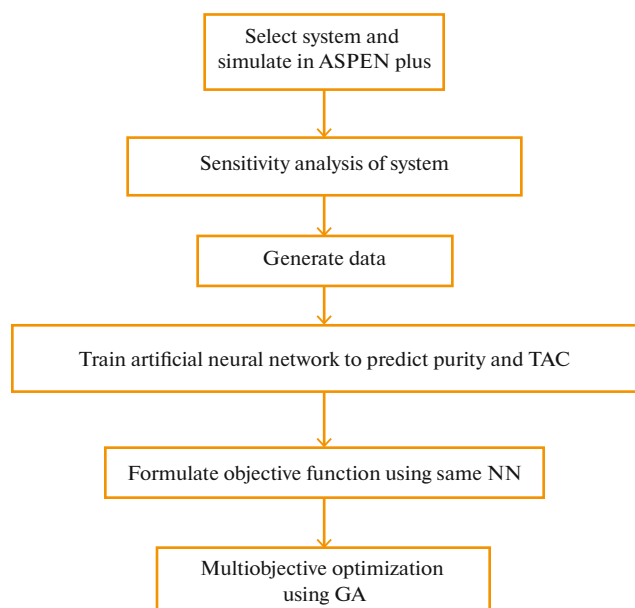 Select system and
simulate in ASPEN plus
Sensitivity analysis of system
Generate data
Train artificial neural network to predict purity and TAC
Formulate objective function using same NN
Multiobjective optimization
using GA